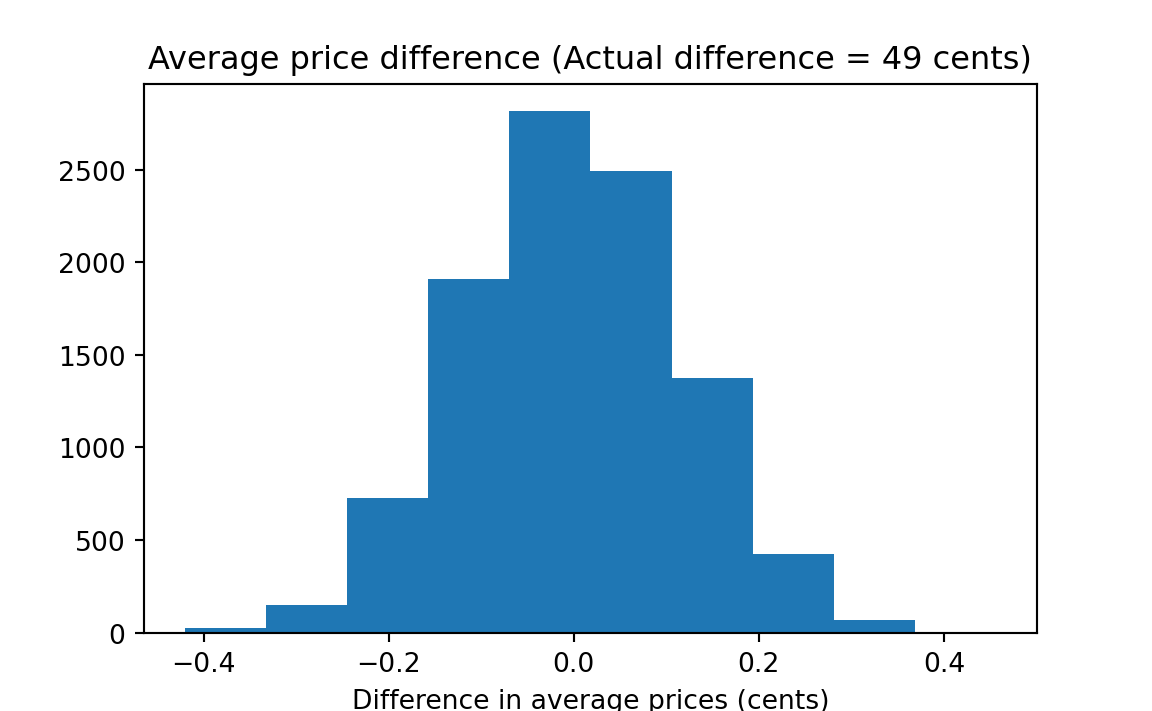 Average price difference (Actual difference = 49 cents)
2500
2000
1500
1000
500
0
−0.4 −0.2 0.0 0.2 0.4
Difference in average prices (cents)